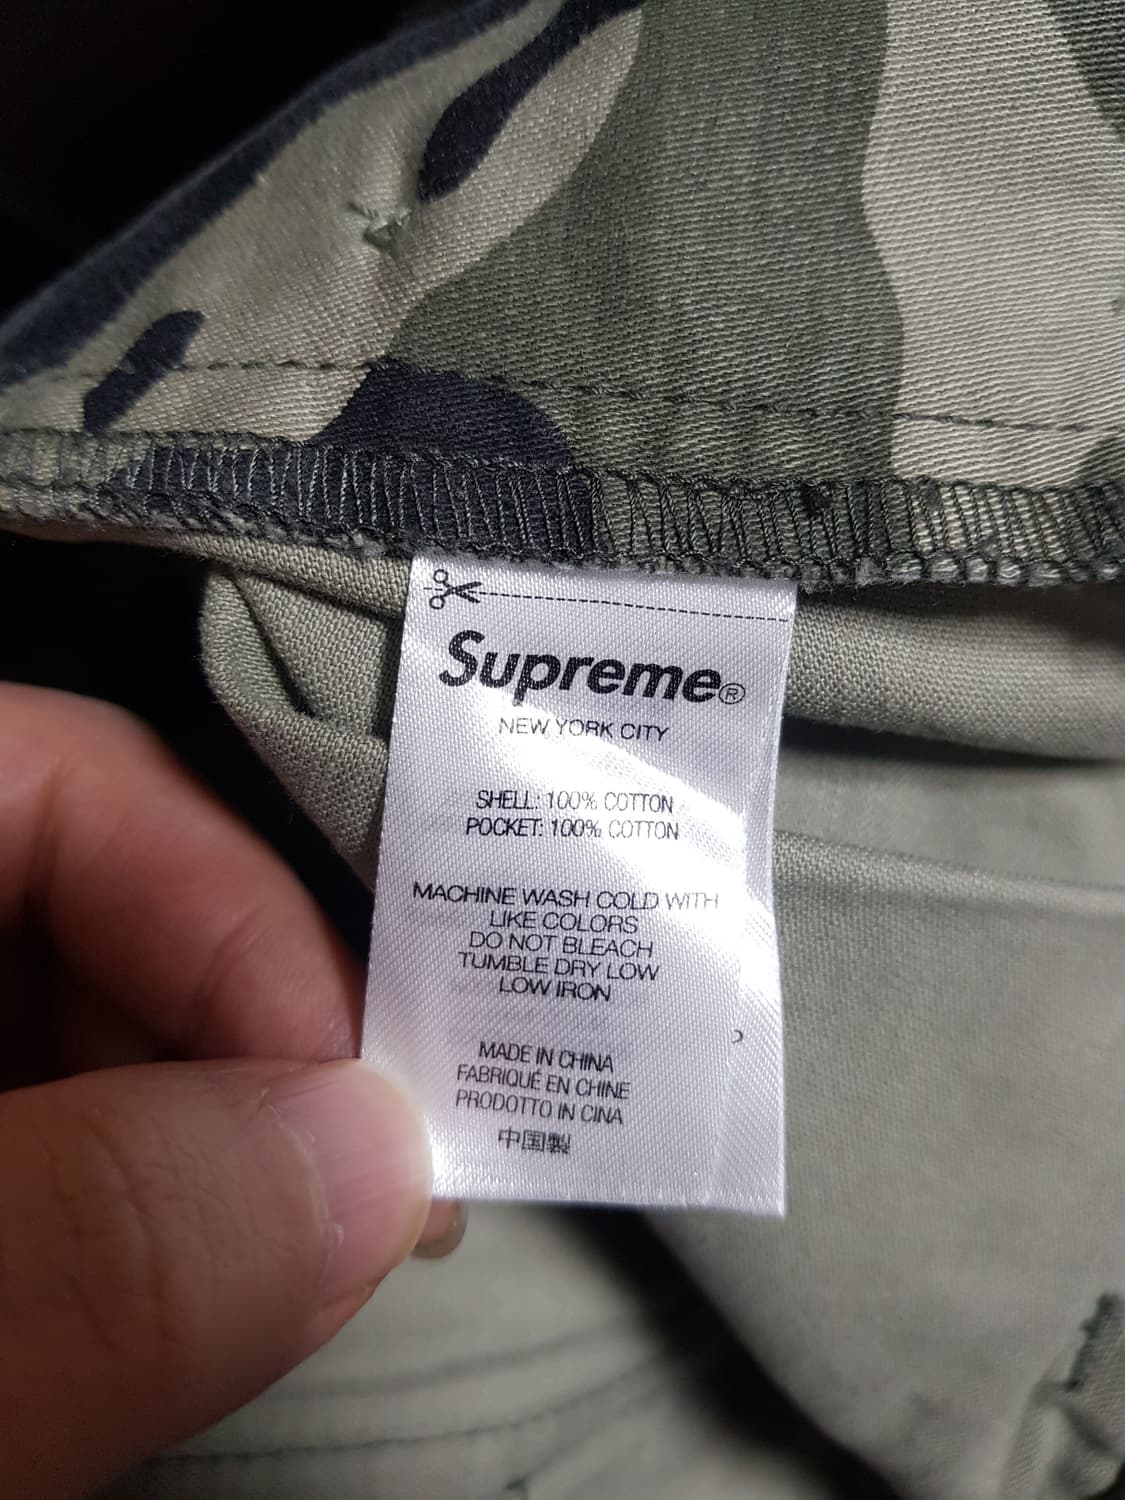 Supreme®
NEW YORK CITY
SHELL: 100% COTTON
POCKET: 100% COTTON
MACHINE WASH COLD WITH
LIKE COLORS
DO NOT BLEACH
TUMBLE DRY LOW
LOW IRON
MADE IN CHINA
FABRIQUÉ EN CHINE
PRODOTTO IN CINA
中国製